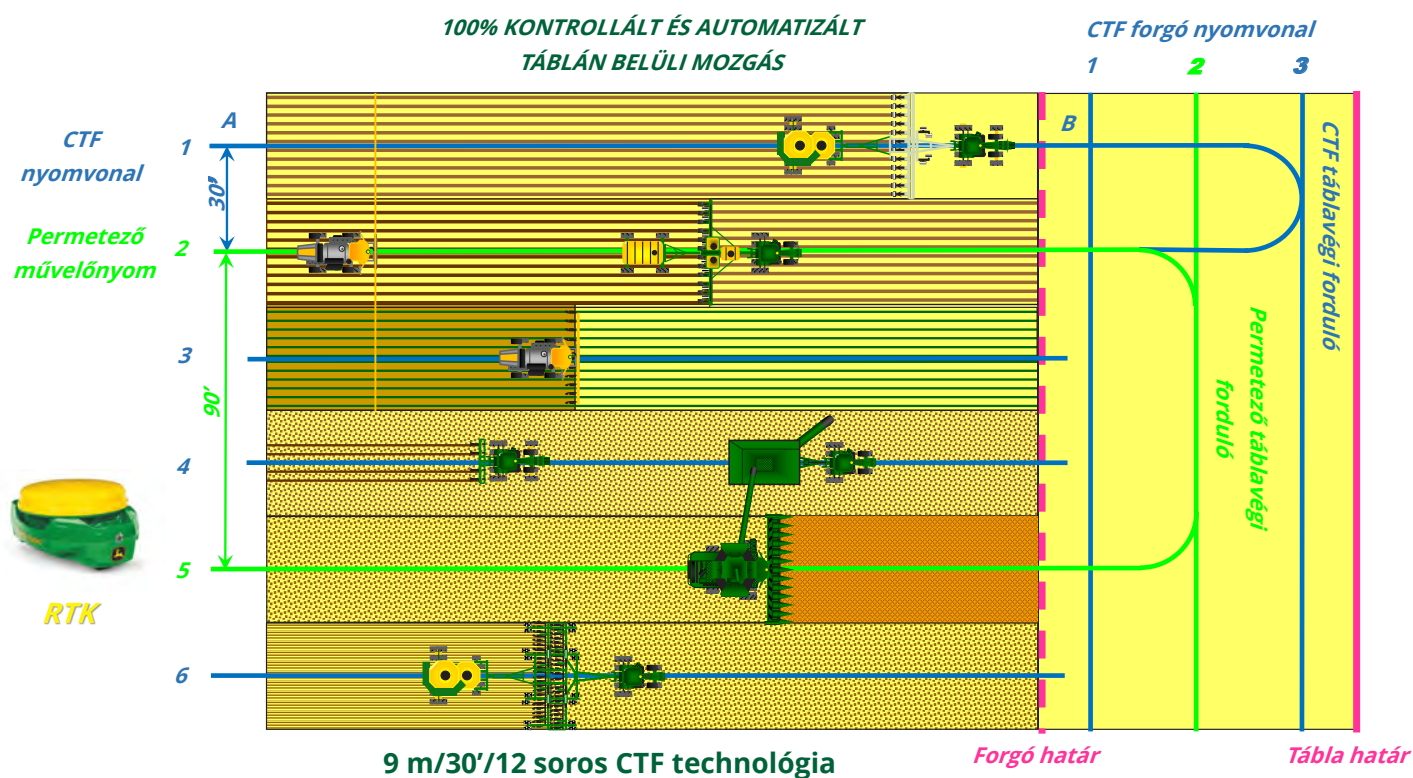 100% KONTROLLÁLT ÉS AUTOMATIZÁLT
TÁBLÁN BELÜLI MOZGÁS
CTF forgó nyomvonal
1
2
3
A
B
CTF
nyomvonal
1
30'
Permetező
művelőnyom
2
3
90'
4
5
6
RTK
CTF táblavégi forduló
Permetező táblavégi
forduló
9 m/30'/12 soros CTF technológia
Forgó határ
Tábla határ